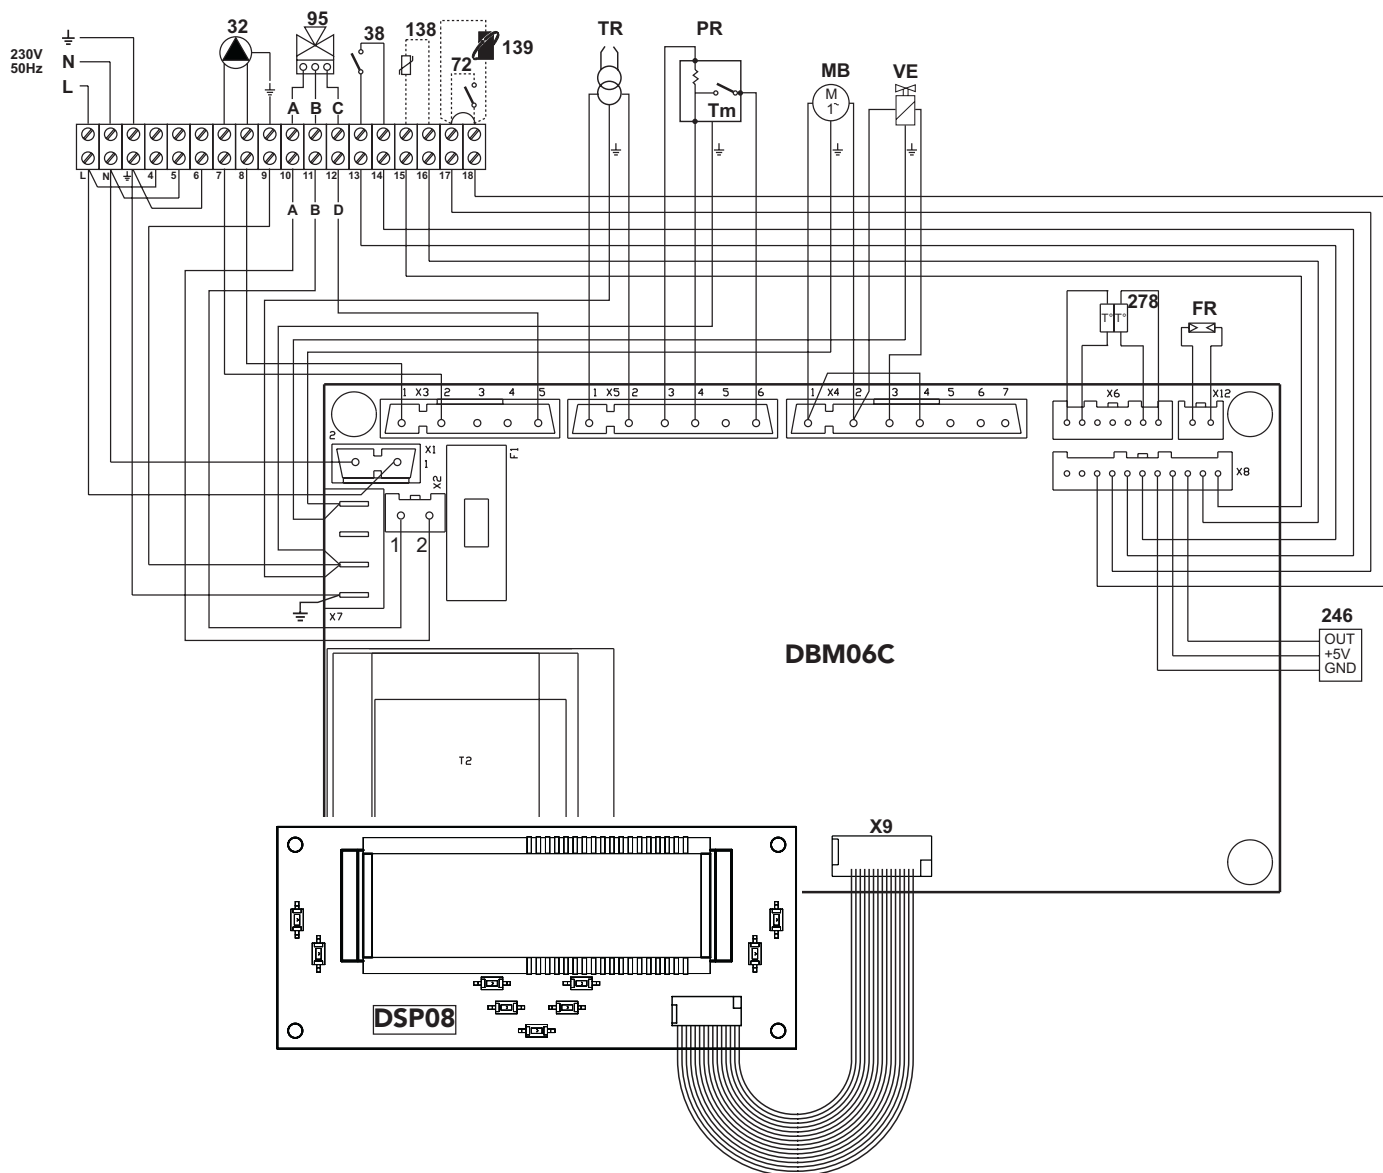 230V
50Hz
N
L
32
95
38
138
139
72
A B C
TR
PR
Tm
MB
M
1~
VE
L N 4 5 6 7 8 9 10 11 12 13 14 15 16 17 18
A B D
278
T° T°
FR
1 X3 2 3 4 5
1 X5 2 3 4 5 6
1 X4 2 3 4 5 6 7
X6
X12
2
X1
1
X2
F1
X8
1 2
X7
246
OUT
+5V
GND
DBM06C
T2
X9
DSP08